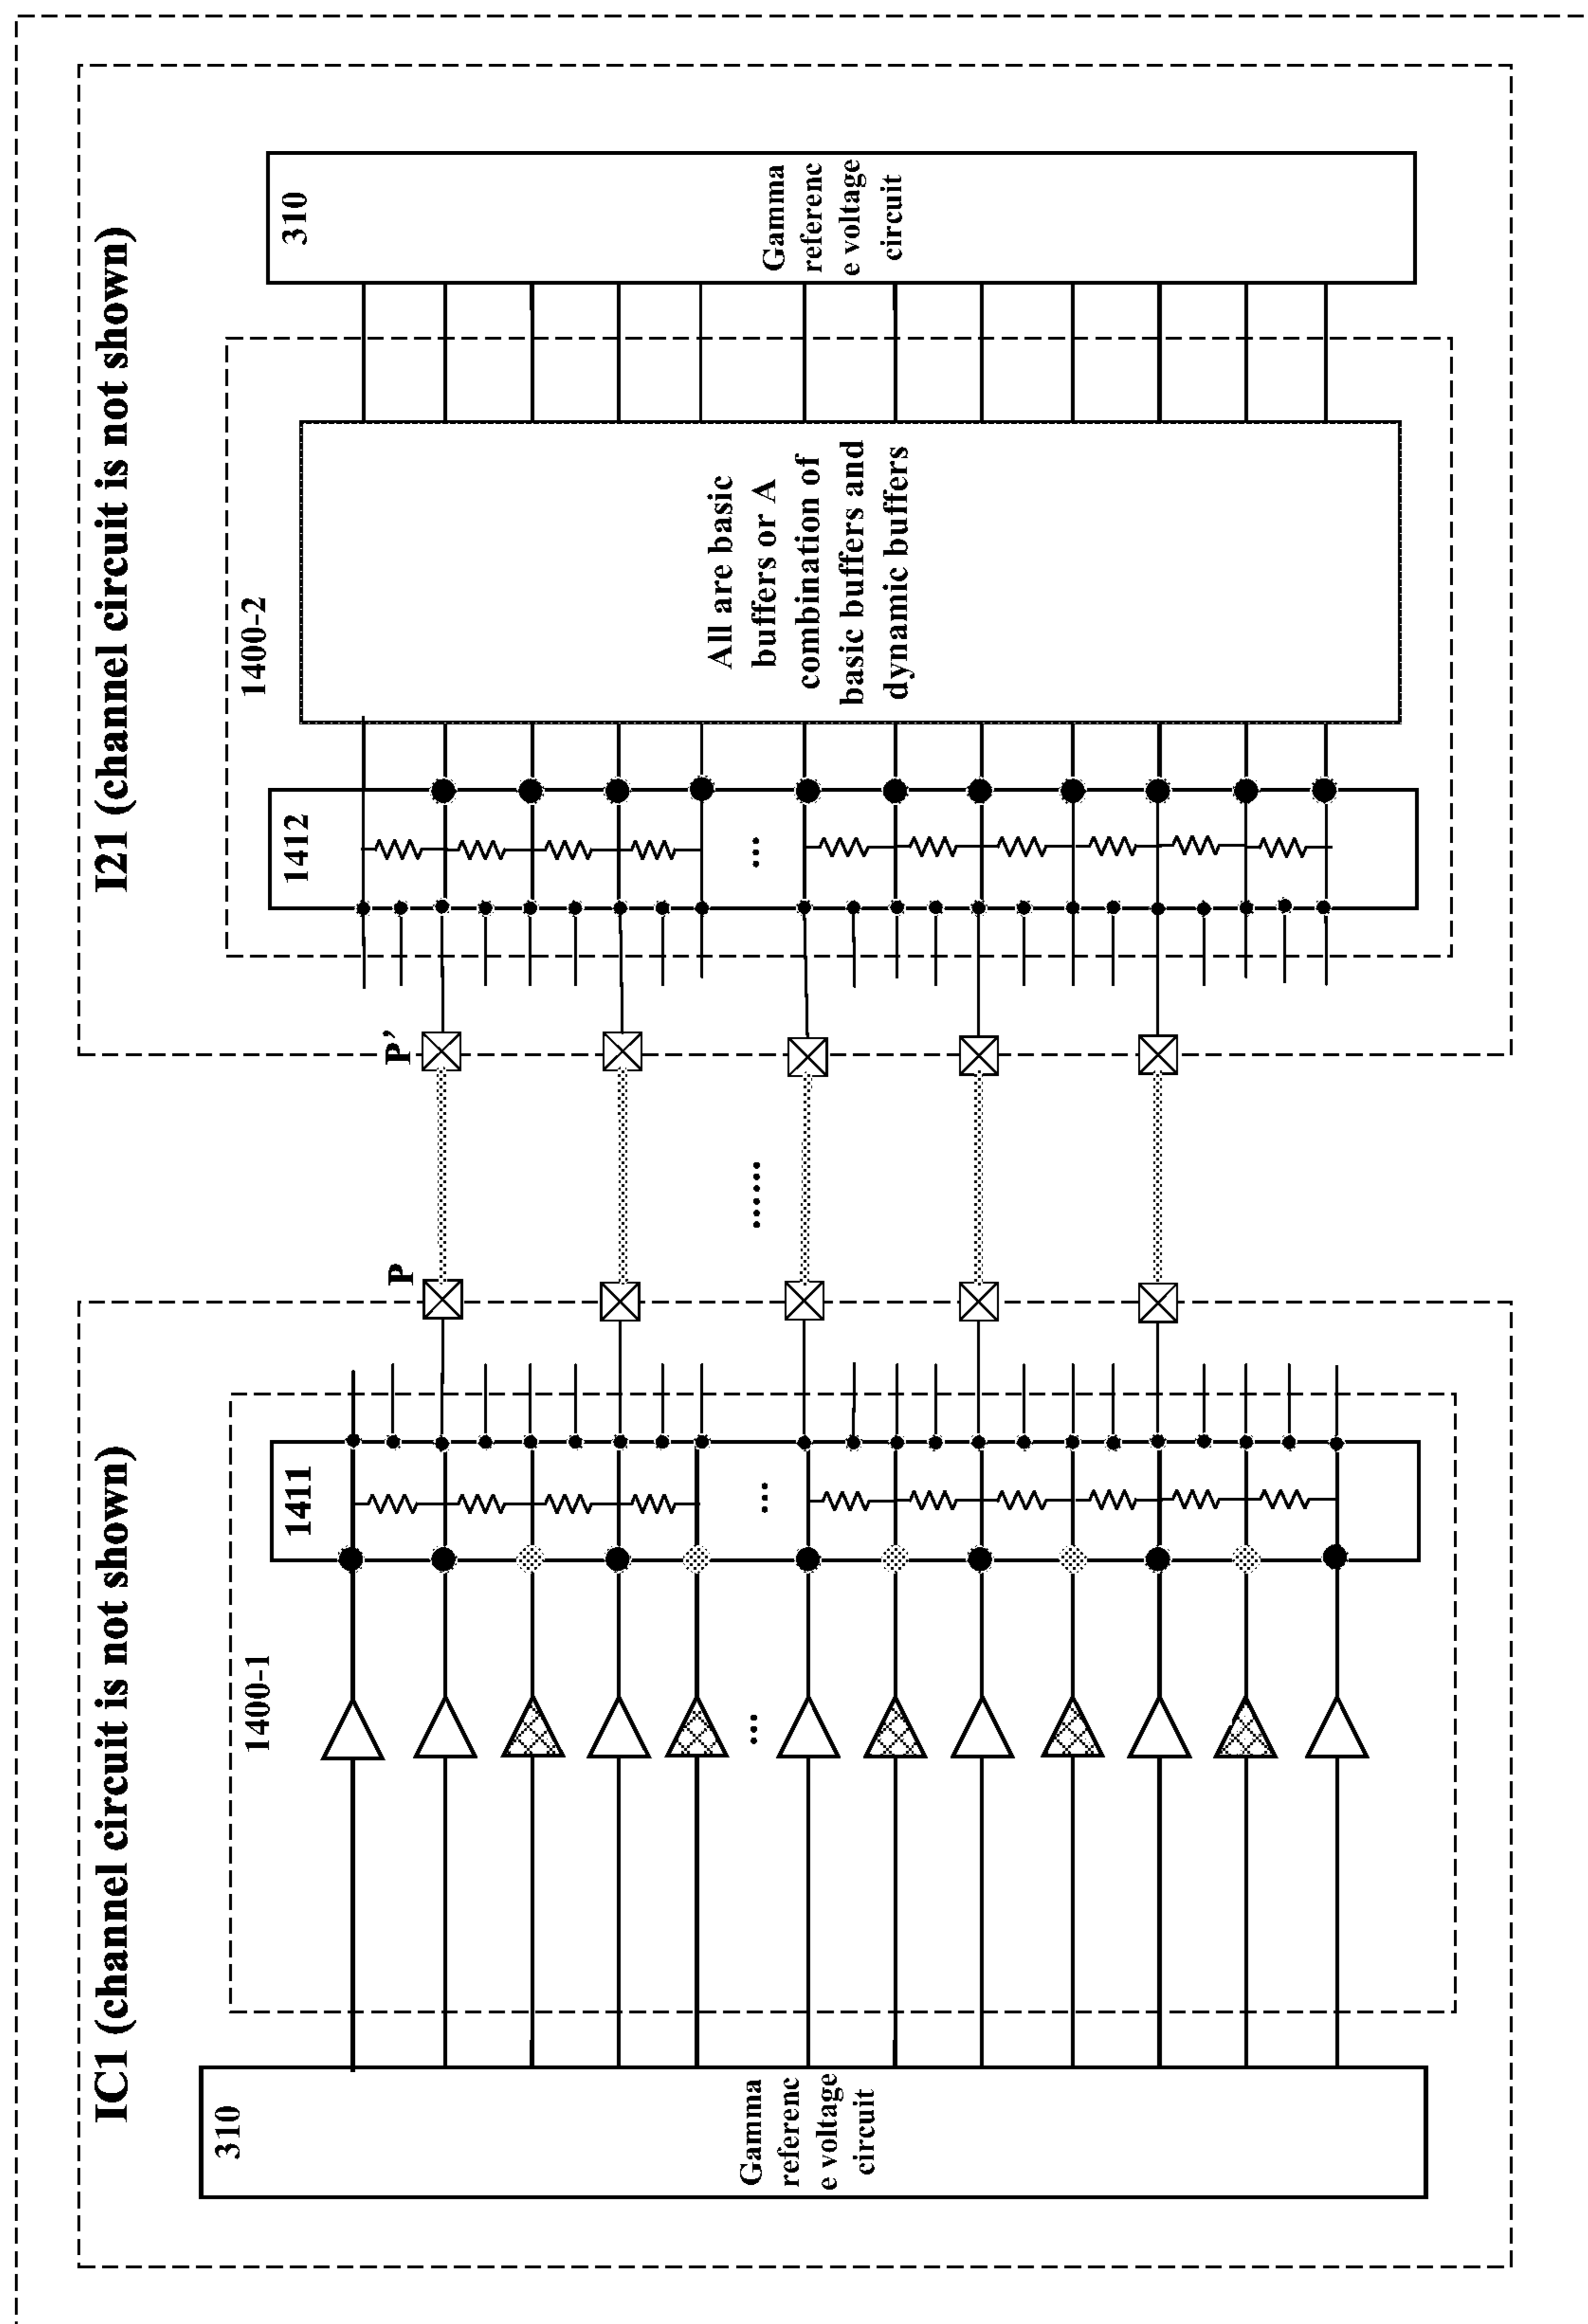 IC1 (channel circuit is not shown)
310
Gamma
referenc
e voltage
circuit
1400-1
...
1411
...
P
......
P'
I21 (channel circuit is not shown)
1400-2
1412
...
All are basic
buffers or A
combination of
basic buffers and
dynamic buffers
310
Gamma
referenc
e voltage
circuit